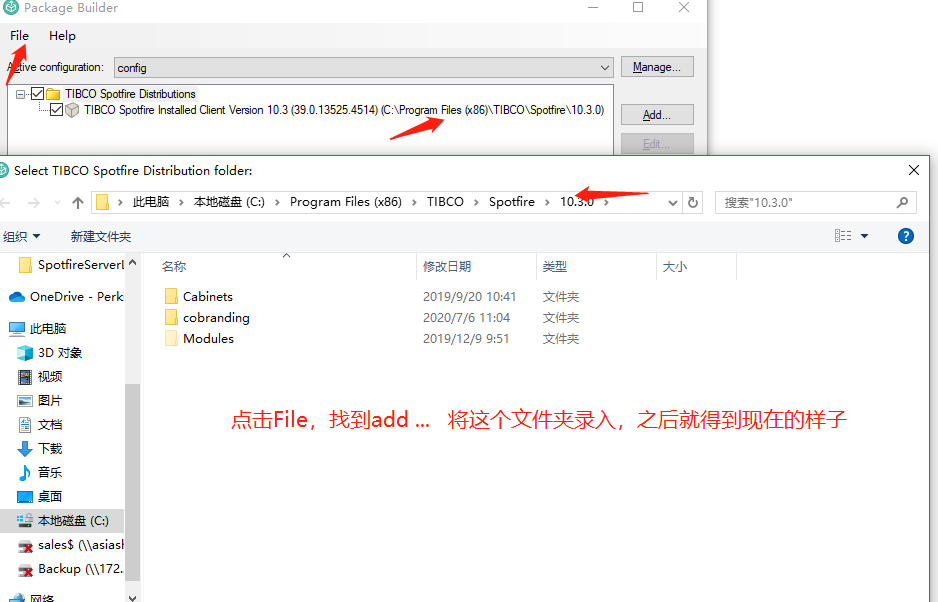 Package Builder
File Help
Active configuration: config Manage...
TIBCO Spotfire Distributions
TIBCO Spotfire Installed Client Version 10.3 (39.0.13525.4514) (C:\Program Files (x86)\TIBCO\Spotfire\10.3.0)
Add...
Edit...
Select TIBCO Spotfire Distribution folder:
此电脑 › 本地磁盘 (C:) › Program Files (x86) › TIBCO › Spotfire › 10.3.0 ›
搜索"10.3.0"
组织 新建文件夹
名称 修改日期 类型 大小
Cabinets 2019/9/20 10:41 文件夹
cobranding 2020/7/6 11:04 文件夹
Modules 2019/12/9 9:51 文件夹
SpotfireServerL
OneDrive - Perk
此电脑
3D 对象
视频
图片
文档
下载
音乐
桌面
本地磁盘 (C:)
sales$ (\\asiash
Backup (\\172.
网络
点击File，找到add ... 将这个文件夹录入，之后就得到现在的样子